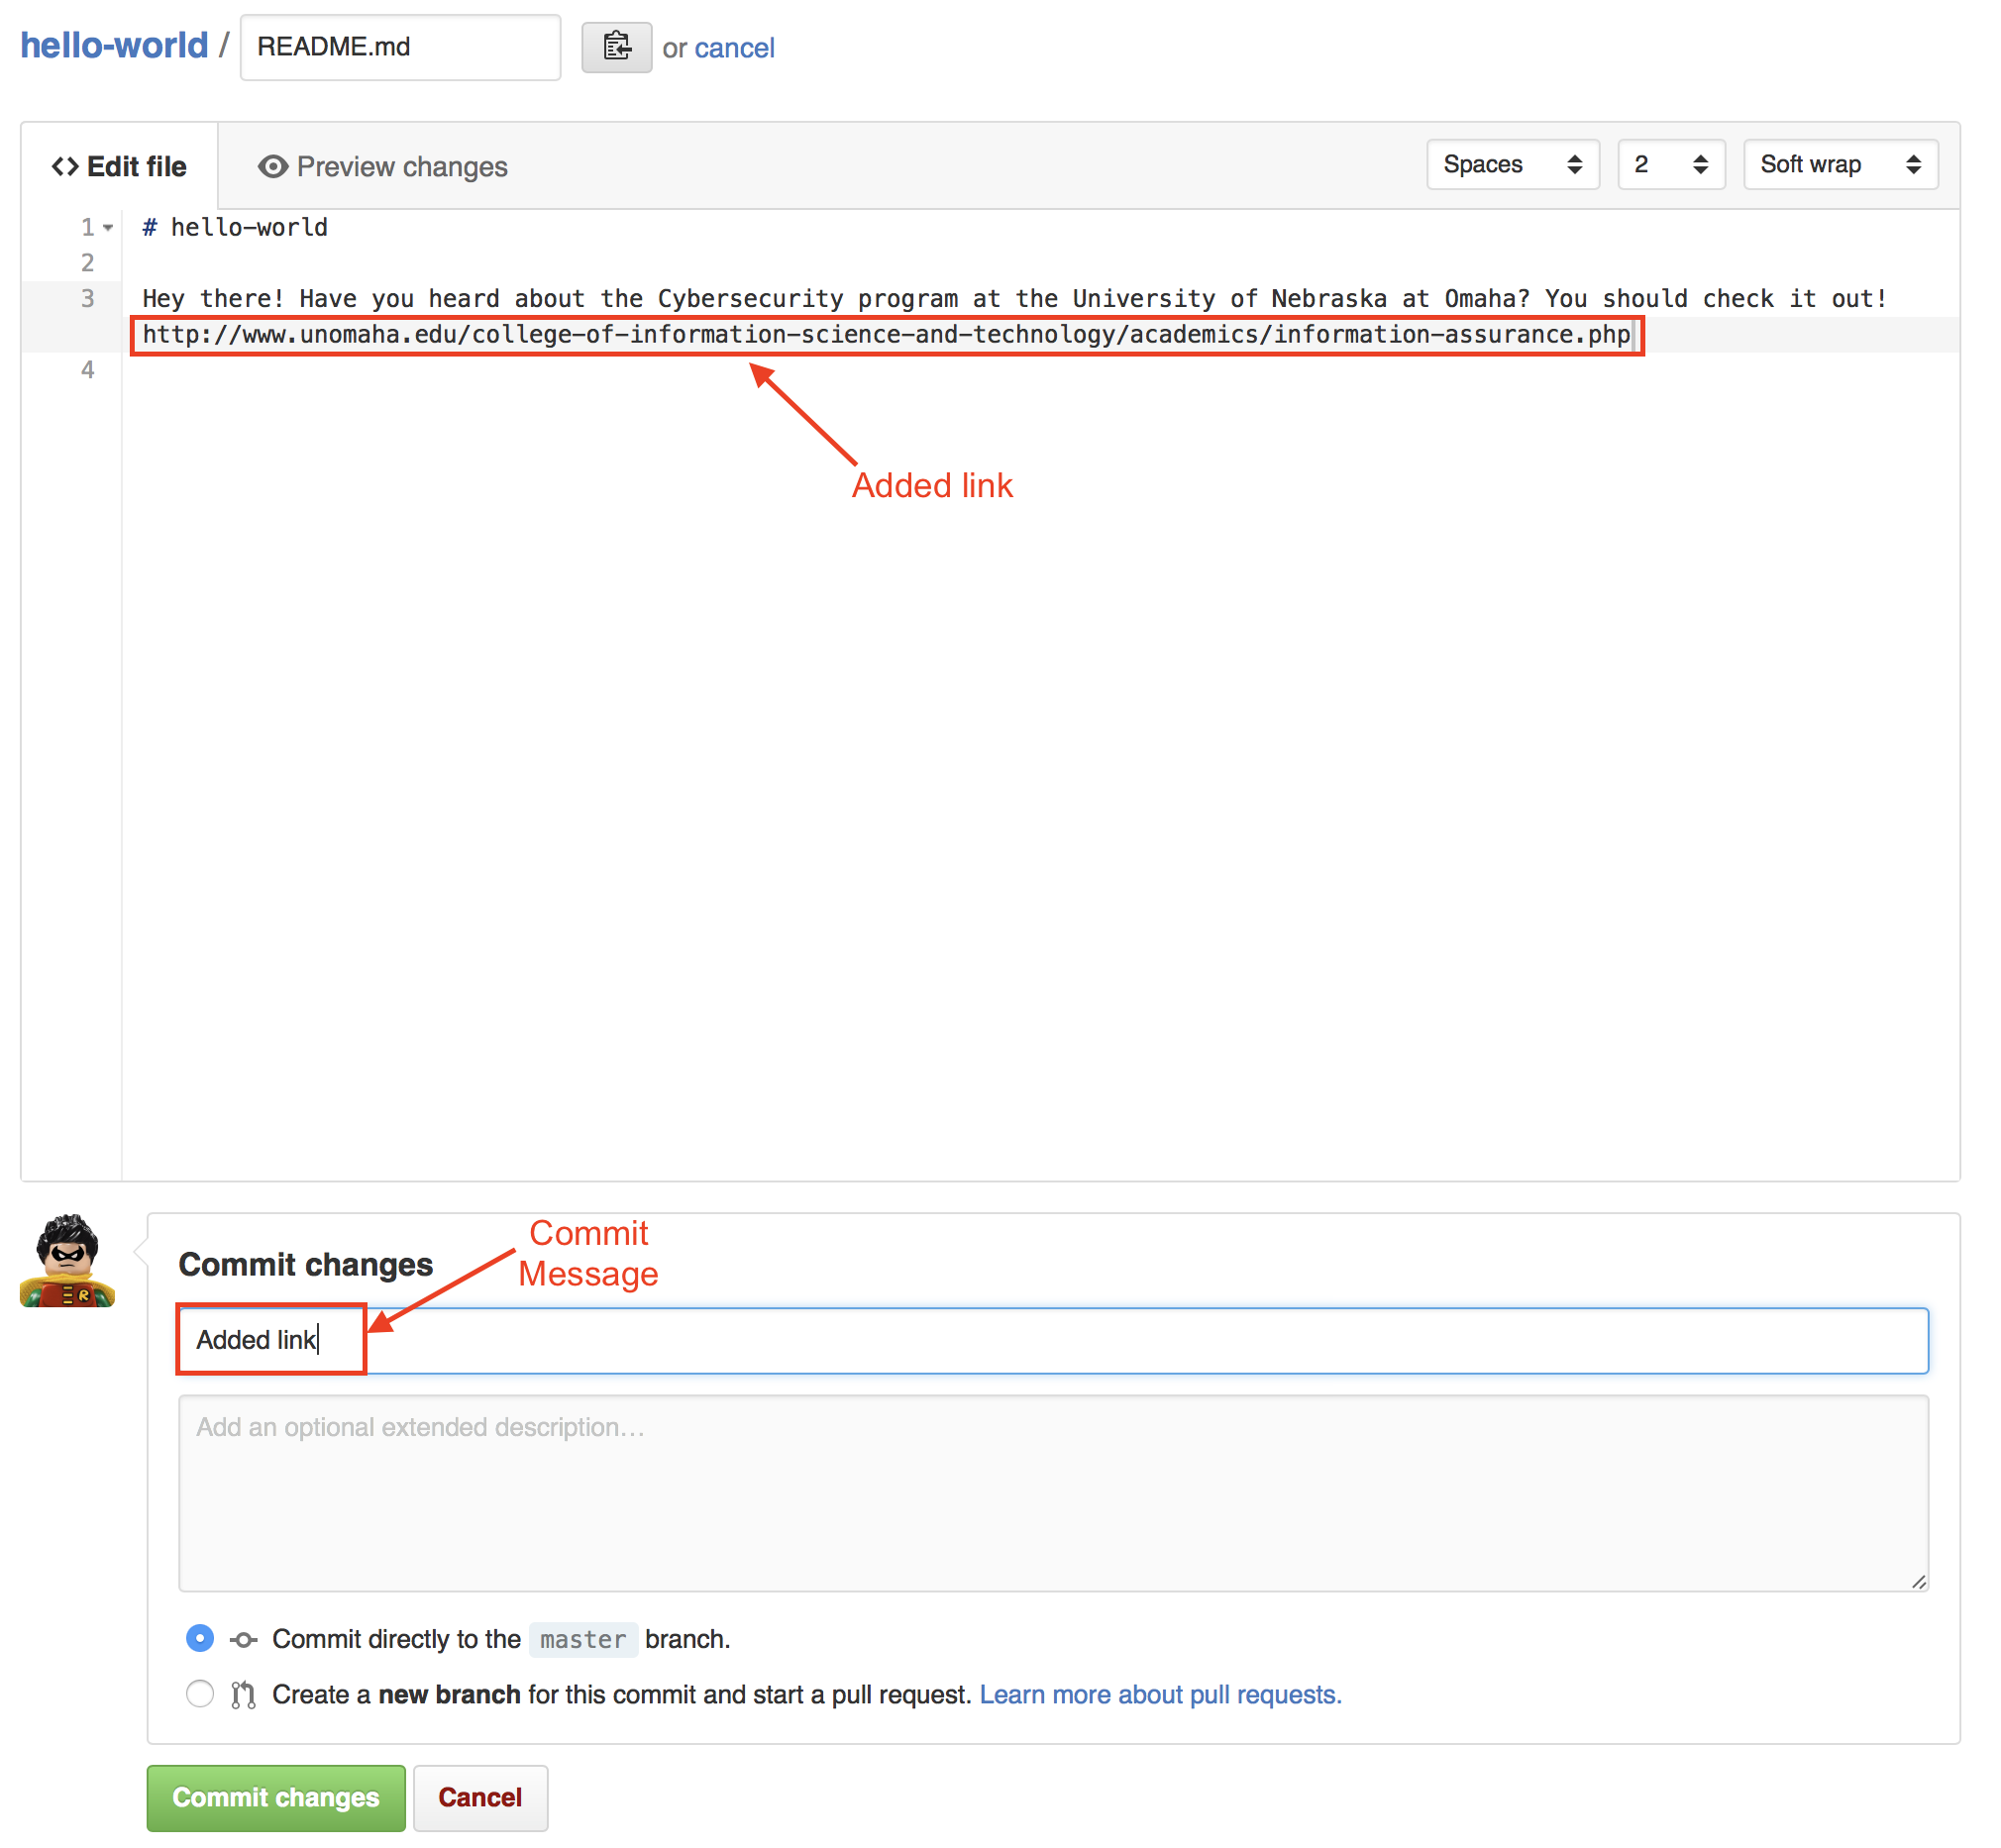 hello-world / README.md or cancel
Edit file Preview changes Spaces 2 Soft wrap
1 # hello-world
2
3 Hey there! Have you heard about the Cybersecurity program at the University of Nebraska at Omaha? You should check it out!
http://www.unomaha.edu/college-of-information-science-and-technology/academics/information-assurance.php
4
Added link
Commit
Message
Commit changes
Added link
Add an optional extended description…
Commit directly to the master branch.
Create a new branch for this commit and start a pull request. Learn more about pull requests.
Commit changes Cancel
R